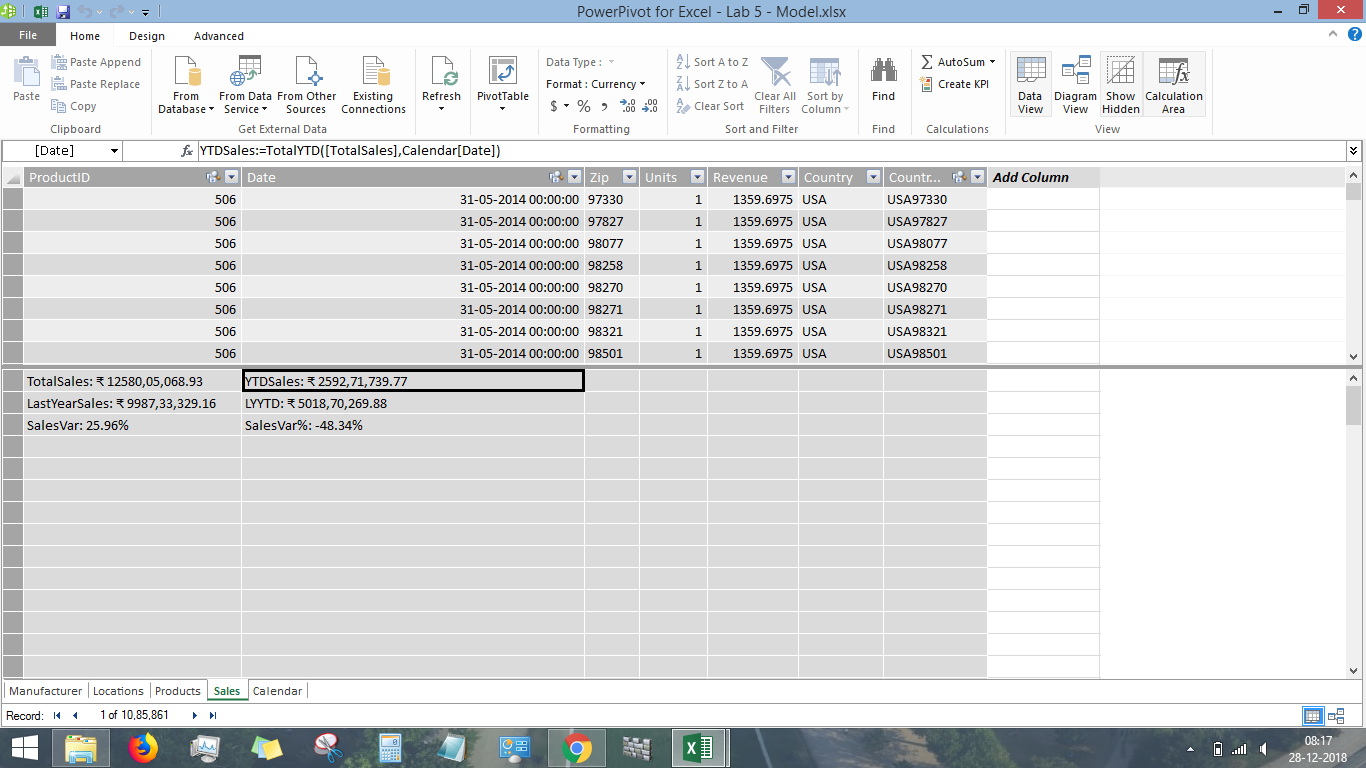 PowerPivot for Excel - Lab 5 - Model.xlsx
File Home Design Advanced
Paste
Paste Append
Paste Replace
Copy
Clipboard
From Database
From Data Service
From Other Sources
Existing Connections
Get External Data
Refresh
PivotTable
Data Type :
Format : Currency
$ % , .00 .00
Formatting
Sort A to Z
Sort Z to A
Clear Sort
Clear All Filters
Sort by Column
Sort and Filter
Find
Find
AutoSum
Create KPI
Calculations
Data View
Diagram View
Show Hidden
Calculation Area
View
[Date] fx YTDSales:=TotalYTD([TotalSales],Calendar[Date])
ProductID Date Zip Units Revenue Country Countr... Add Column
506 31-05-2014 00:00:00 97330 1 1359.6975 USA USA97330
506 31-05-2014 00:00:00 97827 1 1359.6975 USA USA97827
506 31-05-2014 00:00:00 98077 1 1359.6975 USA USA98077
506 31-05-2014 00:00:00 98258 1 1359.6975 USA USA98258
506 31-05-2014 00:00:00 98270 1 1359.6975 USA USA98270
506 31-05-2014 00:00:00 98271 1 1359.6975 USA USA98271
506 31-05-2014 00:00:00 98321 1 1359.6975 USA USA98321
506 31-05-2014 00:00:00 98501 1 1359.6975 USA USA98501
TotalSales: ₹ 12580,05,068.93 YTDSales: ₹ 2592,71,739.77
LastYearSales: ₹ 9987,33,329.16 LYYTD: ₹ 5018,70,269.88
SalesVar: 25.96% SalesVar%: -48.34%
Manufacturer Locations Products Sales Calendar
Record: 1 of 10,85,861
08:17
28-12-2018